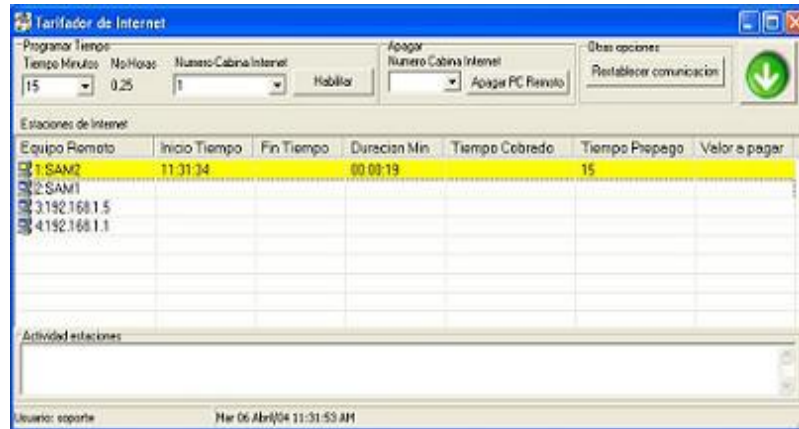 Tarifador de Internet
Programar Tiempo
Tiempo Minutos No.Horas Numero Cabina Internet
15 0.25 1 Habilitar
Apagar
Numero Cabina Internet
Apagar PC Remoto
Otras opciones
Restablecer comunicacion
Estaciones de Internet
Equipo Remoto Inicio Tiempo Fin Tiempo Duracion Min Tiempo Cobrado Tiempo Prepago Valor a pagar
1:SAM2 11:31:34 00:00:19 15
2:SAM1
3:192.168.1.5
4:192.168.1.1
Actividad estaciones
Usuario: soporte Mar 06 Abril/04 11:31:53 AM